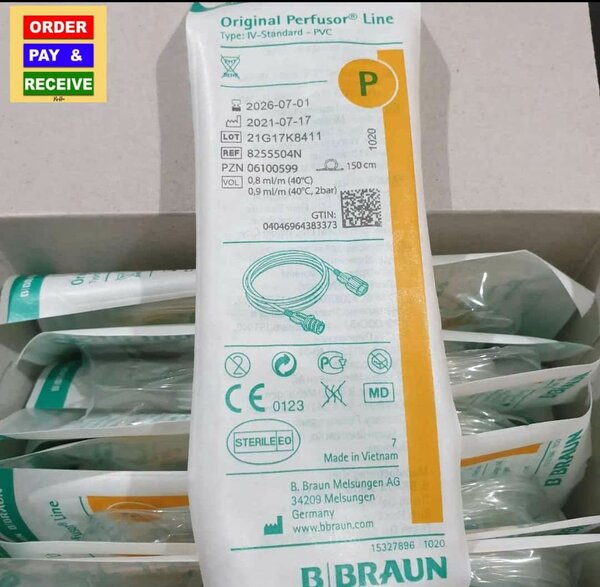 ORDER
PAY &
RECEIVE
Original Perfusor® Line
Type: IV-Standard - PVC
P
2026-07-01
2021-07-17
LOT 21G17K8411
REF 8255504N
PZN 06100599
150 cm
1020
VOL 0,8 ml/m (40°C)
0,9 ml/m (40°C, 2bar)
GTIN:
04046964383373
CE 0123
MD
STERILE EO
7
Made in Vietnam
B. Braun Melsungen AG
34209 Melsungen
Germany
www.bbraun.com
15327896 1020
B|BRAUN
B|BRAUN
B|BRAUN